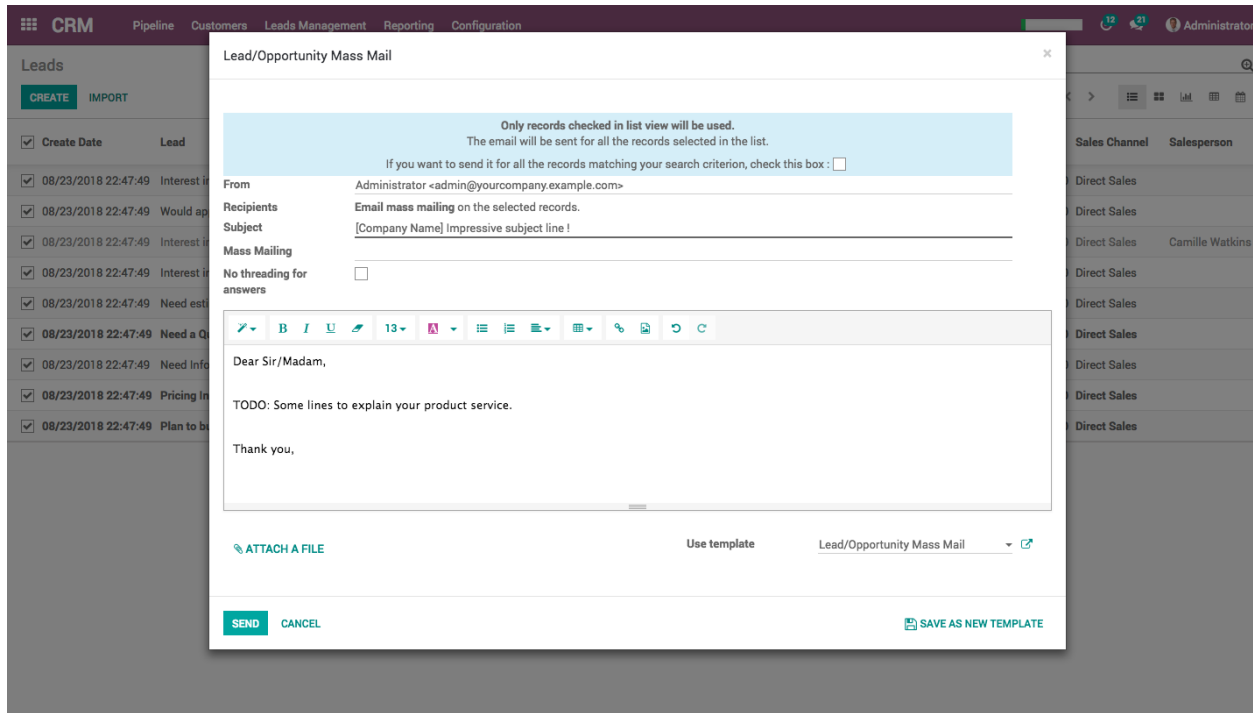 CRM Pipeline Customers Leads Management Reporting Configuration 12 21 Administrator
Leads
CREATE IMPORT
Create Date Lead Sales Channel Salesperson
08/23/2018 22:47:49 Interest in Direct Sales
08/23/2018 22:47:49 Would Direct Sales
08/23/2018 22:47:49 Interest in Direct Sales Camille Watkins
08/23/2018 22:47:49 Interest in Direct Sales
08/23/2018 22:47:49 Need Direct Sales
08/23/2018 22:47:49 Need a Direct Sales
08/23/2018 22:47:49 Need Info Direct Sales
08/23/2018 22:47:49 Pricing Direct Sales
08/23/2018 22:47:49 Plan to Direct Sales
Lead/Opportunity Mass Mail ×
Only records checked in list view will be used.
The email will be sent for all the records selected in the list.
If you want to send it for all the records matching your search criterion, check this box :
From Administrator <admin@yourcompany.example.com>
Recipients Email mass mailing on the selected records.
Subject [Company Name] Impressive subject line !
Mass Mailing
No threading for
answers
B I U 13 A
Dear Sir/Madam,
TODO: Some lines to explain your product service.
Thank you,
ATTACH A FILE Use template Lead/Opportunity Mass Mail
SEND CANCEL SAVE AS NEW TEMPLATE